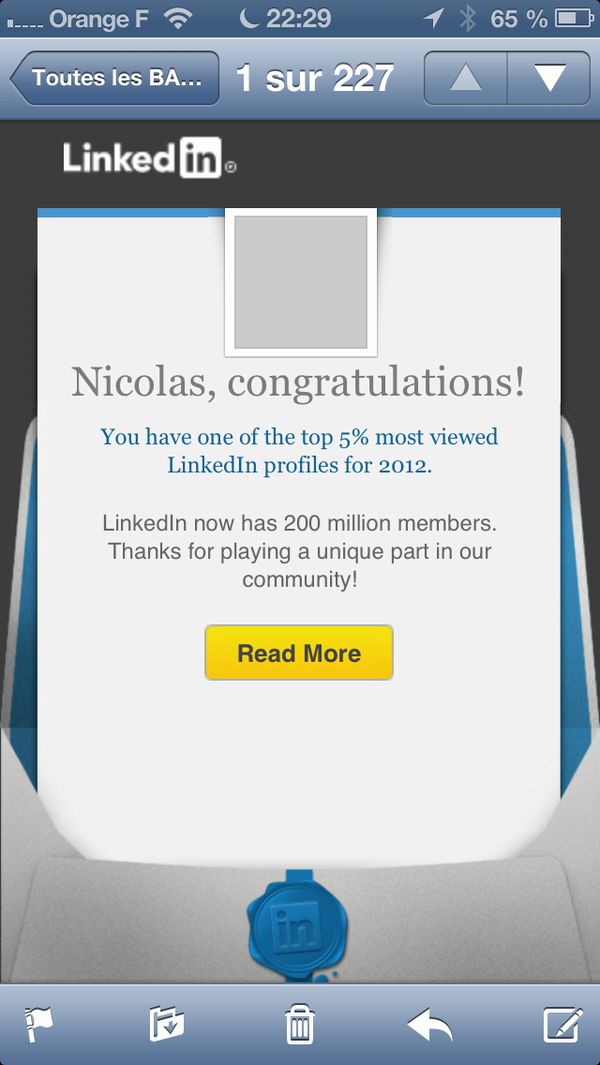 Orange F 22:29 65 %
Toutes les BA... 1 sur 227
Linkedin
Nicolas, congratulations!
You have one of the top 5% most viewed
LinkedIn profiles for 2012.
LinkedIn now has 200 million members.
Thanks for playing a unique part in our
community!
Read More
in